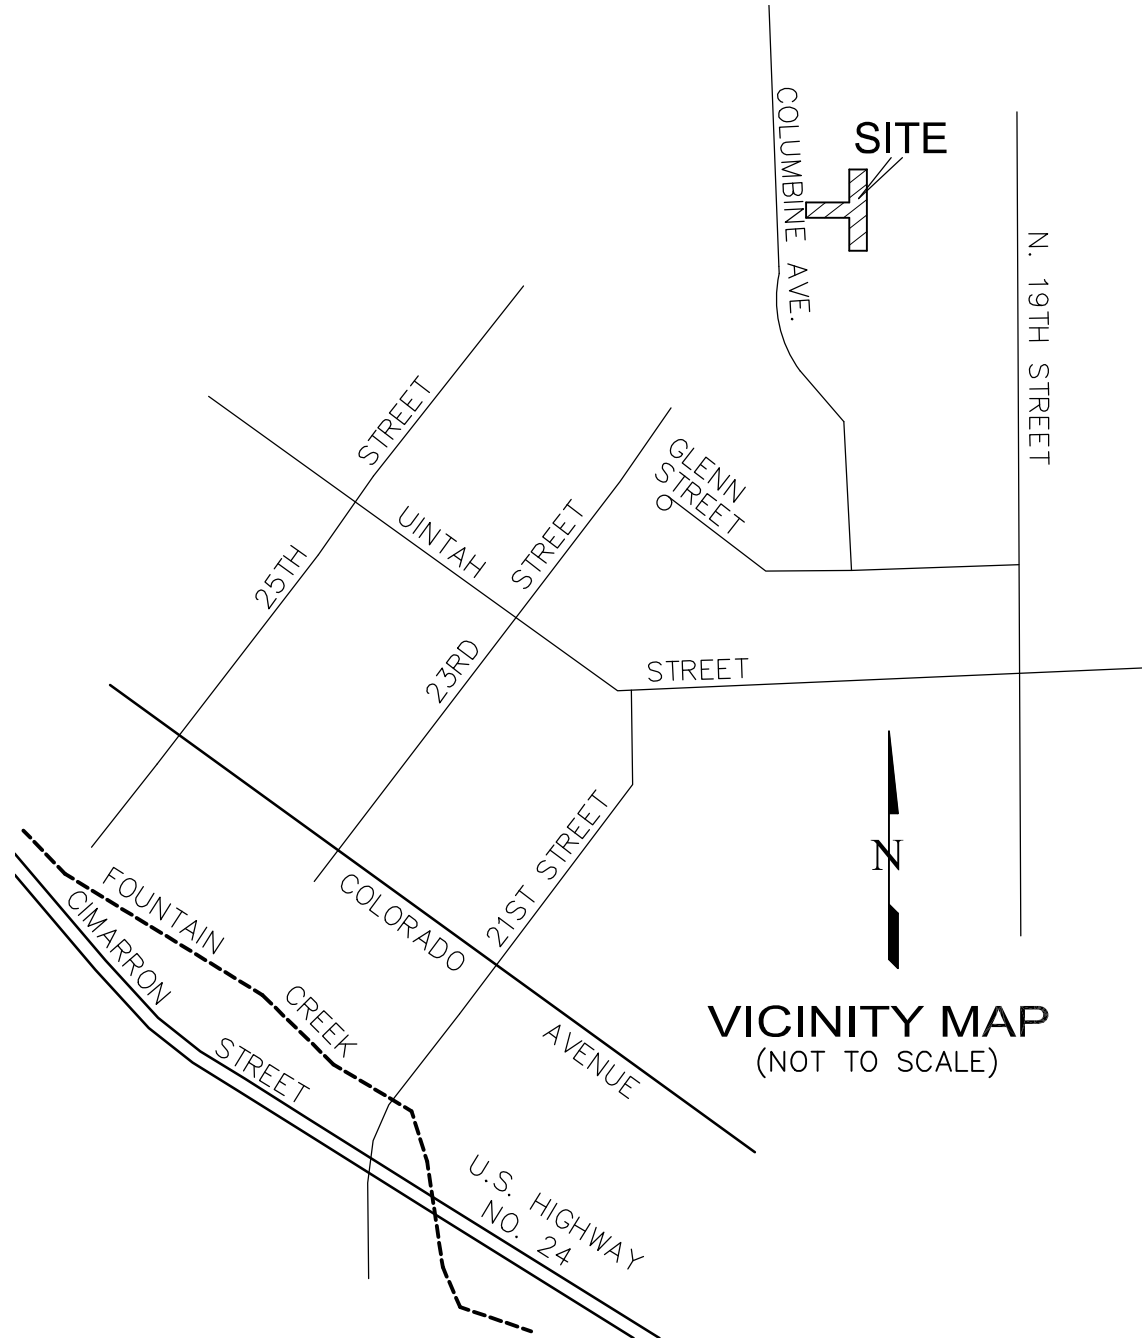 COLUMBINE AVE.
SITE
N. 19TH STREET
STREET
25TH
UINTAH
STREET
23RD
GLENN
STREET
STREET
21ST STREET
COLORADO
AVENUE
FOUNTAIN
CREEK
CIMARRON
STREET
U.S. HIGHWAY
NO. 24
N
VICINITY MAP
(NOT TO SCALE)